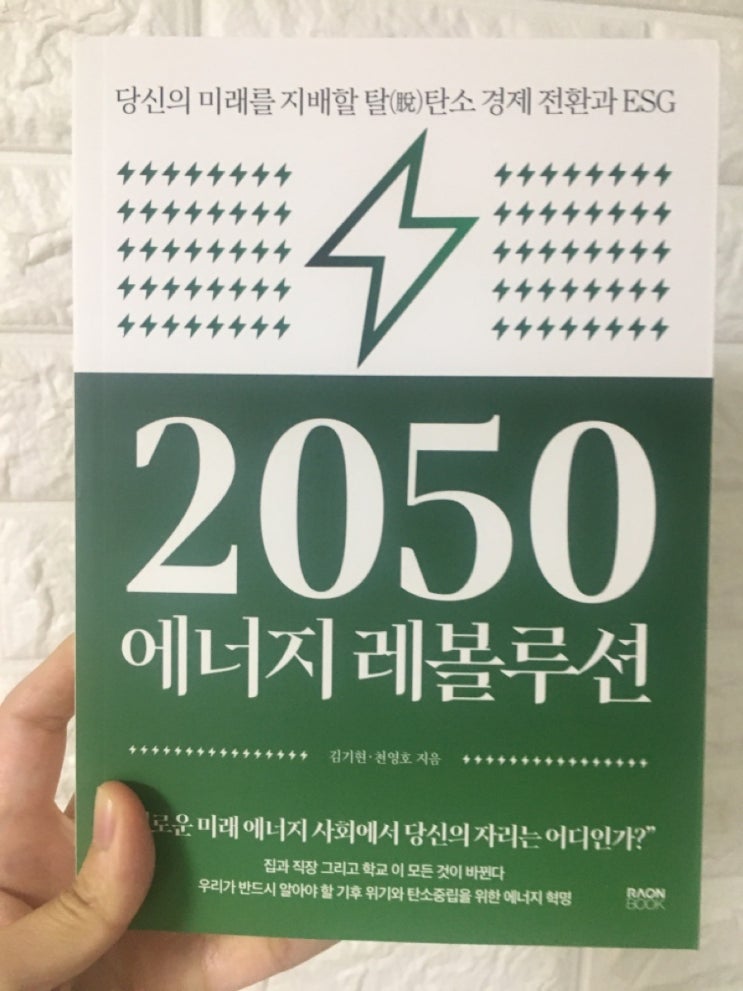 당신의 미래를 지배할 탈(脫)탄소 경제 전환과 ESG
2050
에너지 레볼루션
김기현·천영호 지음
미래 에너지 사회에서 당신의 자리는 어디인가?”
집과 직장 그리고 학교 이 모든 것이 바뀐다
우리가 반드시 알아야 할 기후 위기와 탄소중립을 위한 에너지 혁명
RAON
BOOK